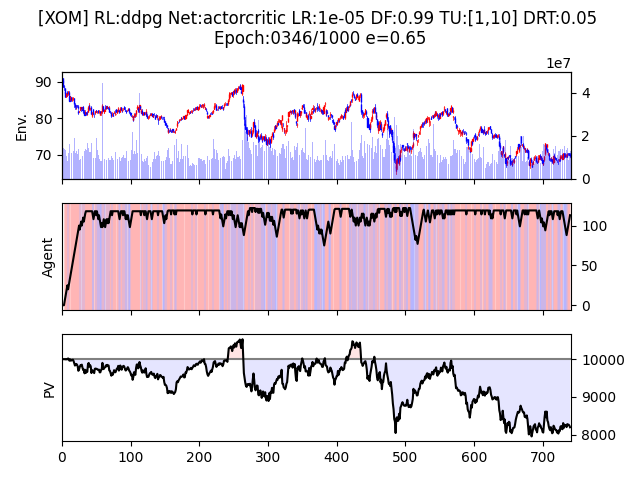 [XOM] RL:ddpg Net:actorcritic LR:1e-05 DF:0.99 TU:[1,10] DRT:0.05
Epoch:0346/1000 e=0.65
1e7
90
80
70
Env.
4
2
0
Agent
100
50
0
PV
10000
9000
8000
0 100 200 300 400 500 600 700